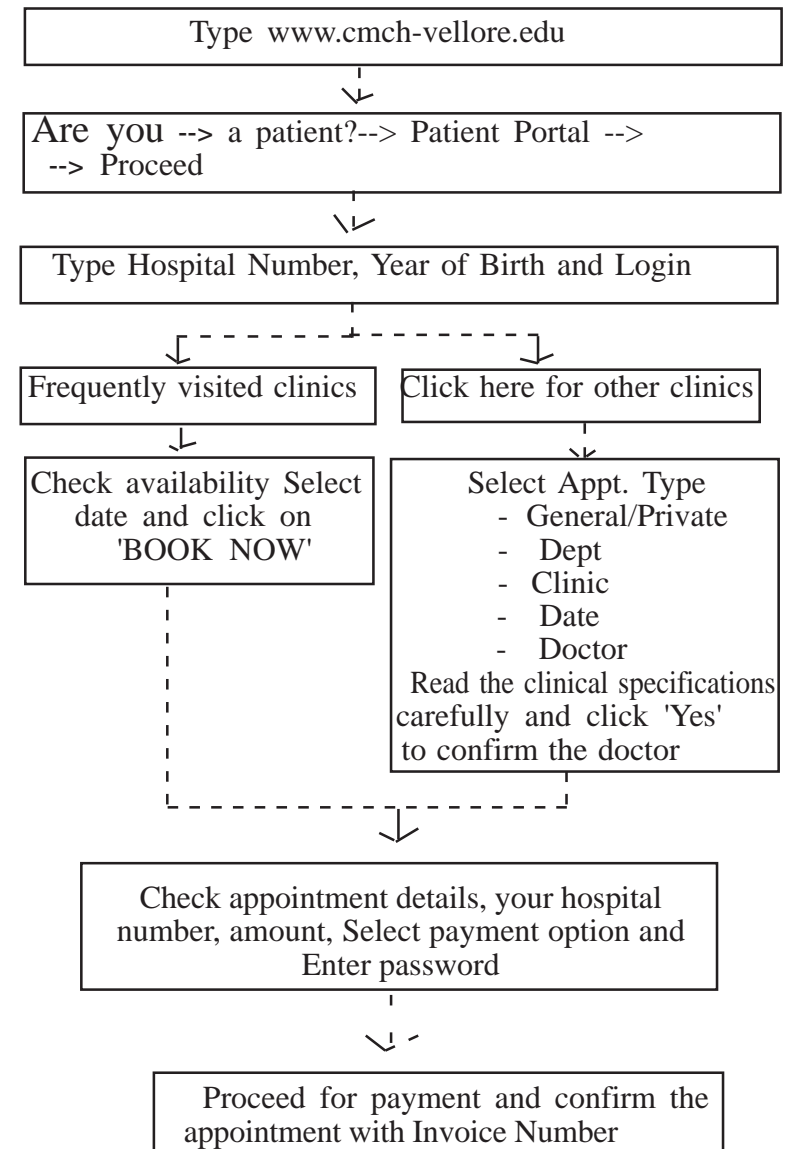 Type www.cmch-vellore.edu
Are you --> a patient?--> Patient Portal -->
--> Proceed
Type Hospital Number, Year of Birth and Login
Frequently visited clinics
Click here for other clinics
Check availability Select
date and click on
'BOOK NOW'
Select Appt. Type
- General/Private
- Dept
- Clinic
- Date
- Doctor
Read the clinical specifications
carefully and click 'Yes'
to confirm the doctor
Check appointment details, your hospital
number, amount, Select payment option and
Enter password
Proceed for payment and confirm the
appointment with Invoice Number